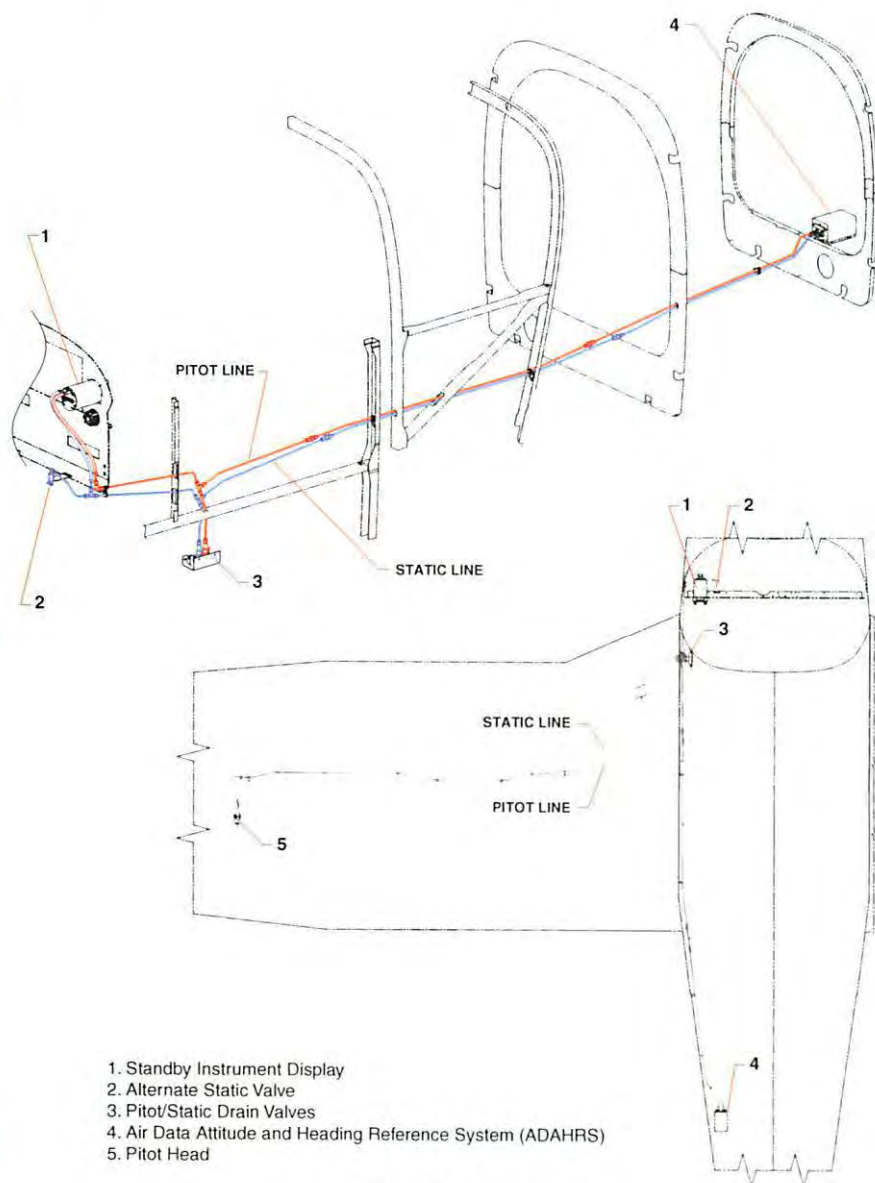 4
1
PITOT LINE
2
3
STATIC LINE
1
2
3
STATIC LINE
PITOT LINE
5
4
1. Standby Instrument Display
2. Alternate Static Valve
3. Pitot/Static Drain Valves
4. Air Data Attitude and Heading Reference System (ADAHRS)
5. Pitot Head